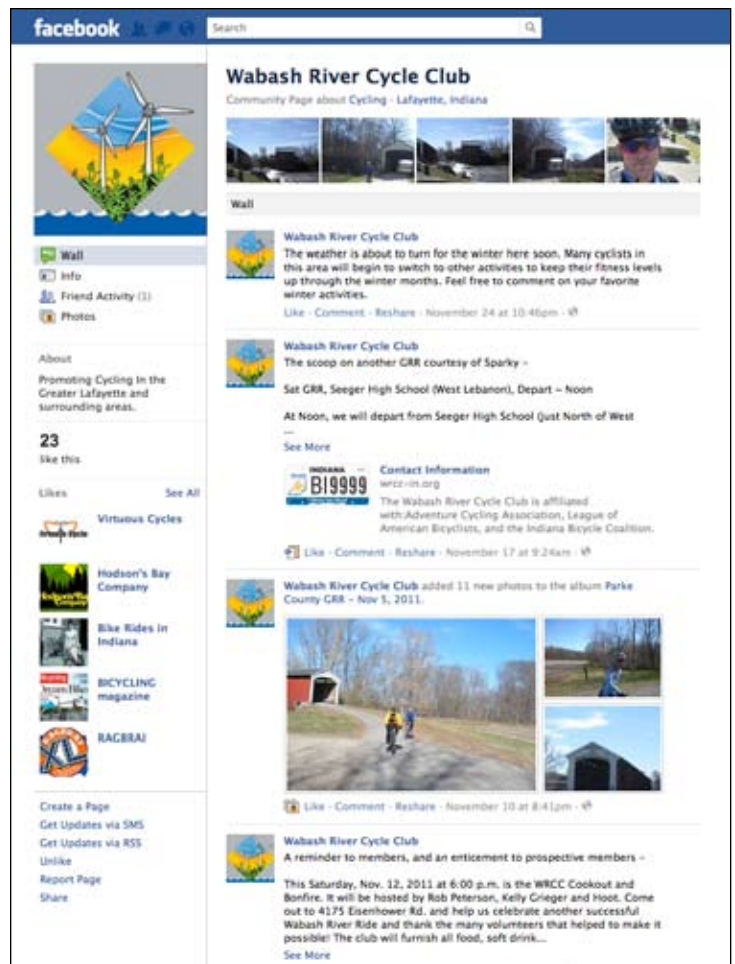 facebook
Search
Wabash River Cycle Club
Community Page about Cycling · Lafayette, Indiana
Wall
Wall
Info
Friend Activity (1)
Photos
About
Promoting Cycling In the
Greater Lafayette and
surrounding areas.
23
like this
Likes See All
Virtuous Cycles
Hodson's Bay
Company
Bike Rides in
Indiana
BICYCLING
magazine
RAGBRAI
Create a Page
Get Updates via SMS
Get Updates via RSS
Unlike
Report Page
Share
Wabash River Cycle Club
The weather is about to turn for the winter here soon. Many cyclists in
this area will begin to switch to other activities to keep their fitness levels
up through the winter months. Feel free to comment on your favorite
winter activities.
Like · Comment · Reshare · November 24 at 10:46pm ·
Wabash River Cycle Club
The scoop on another GRR courtesy of Sparky –
Sat GRR, Seeger High School (West Lebanon), Depart – Noon
At Noon, we will depart from Seeger High School (just North of West
...
See More
INDIANA
BI9999
Contact Information
wrcc-in.org
The Wabash River Cycle Club is affiliated
with:Adventure Cycling Association, League of
American Bicyclists, and the Indiana Bicycle Coalition.
Like · Comment · Reshare · November 17 at 9:24am ·
Wabash River Cycle Club added 11 new photos to the album Parke
County GRR – Nov 5, 2011.
Like · Comment · Reshare · November 10 at 8:41pm ·
Wabash River Cycle Club
A reminder to members, and an enticement to prospective members –
This Saturday, Nov. 12, 2011 at 6:00 p.m. is the WRCC Cookout and
Bonfire. It will be hosted by Rob Peterson, Kelly Grieger and Hoot. Come
out to 4175 Eisenhower Rd. and help us celebrate another successful
Wabash River Ride and thank the many volumteers that helped to make it
possible! The club will furnish all food, soft drink...
See More